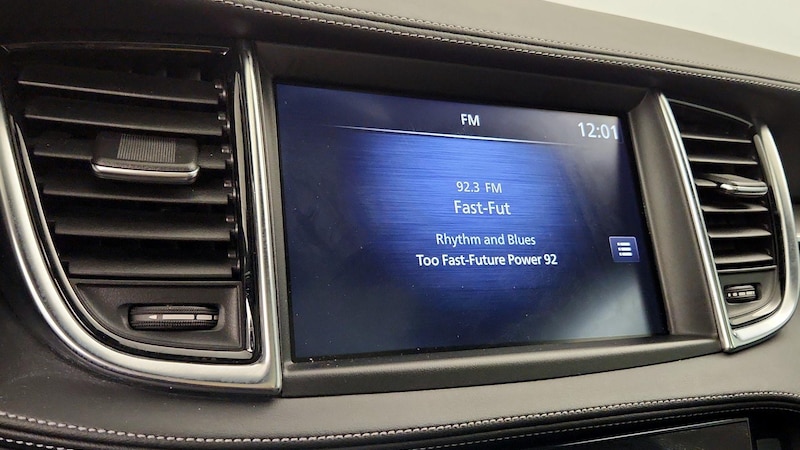 FM
12:01
92.3 FM
Fast-Fut
Rhythm and Blues
Too Fast-Future Power 92